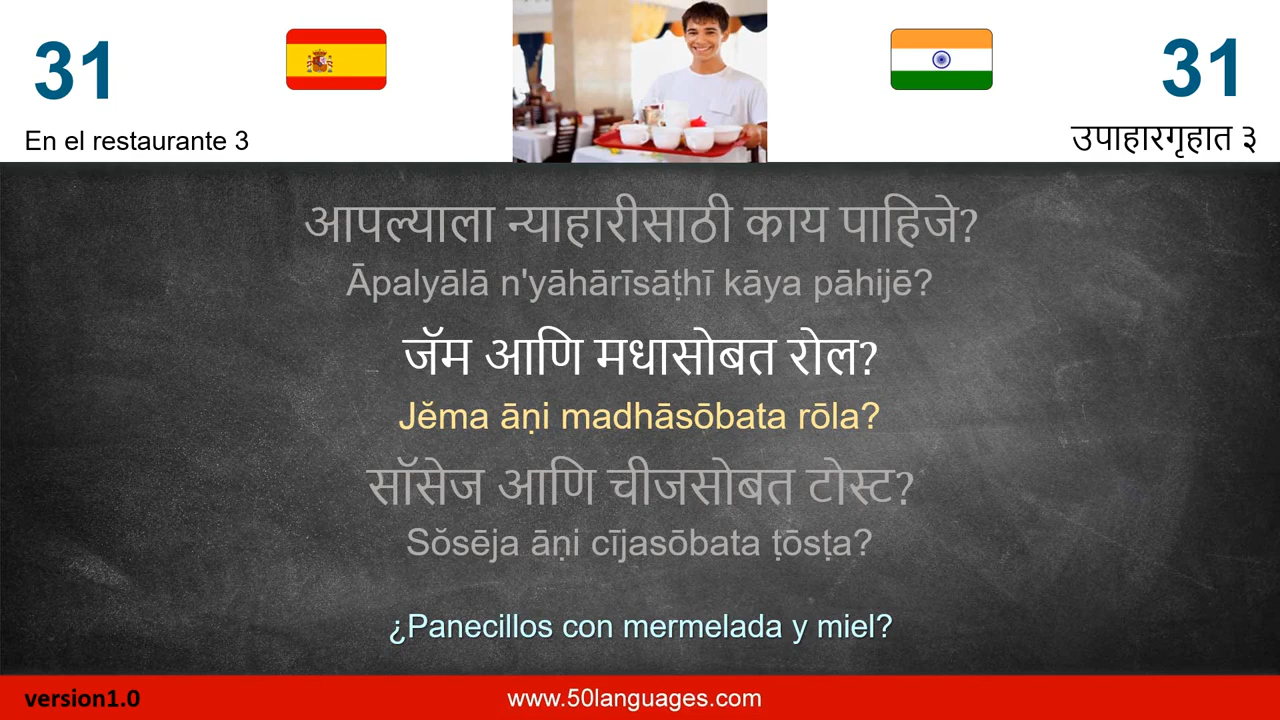 31
31
En el restaurante 3
उपाहारगृहात ३
आपल्याला न्याहारीसाठी काय पाहिजे?
Āpalyālā n'yāhārīsāṭhī kāya pāhijē?
जॅम आणि मधासोबत रोल?
Jĕma āṇi madhāsōbata rōla?
सॉसेज आणि चीजसोबत टोस्ट?
Sŏsēja āṇi cījasōbata ṭōsṭa?
¿Panecillos con mermelada y miel?
version1.0
www.50languages.com